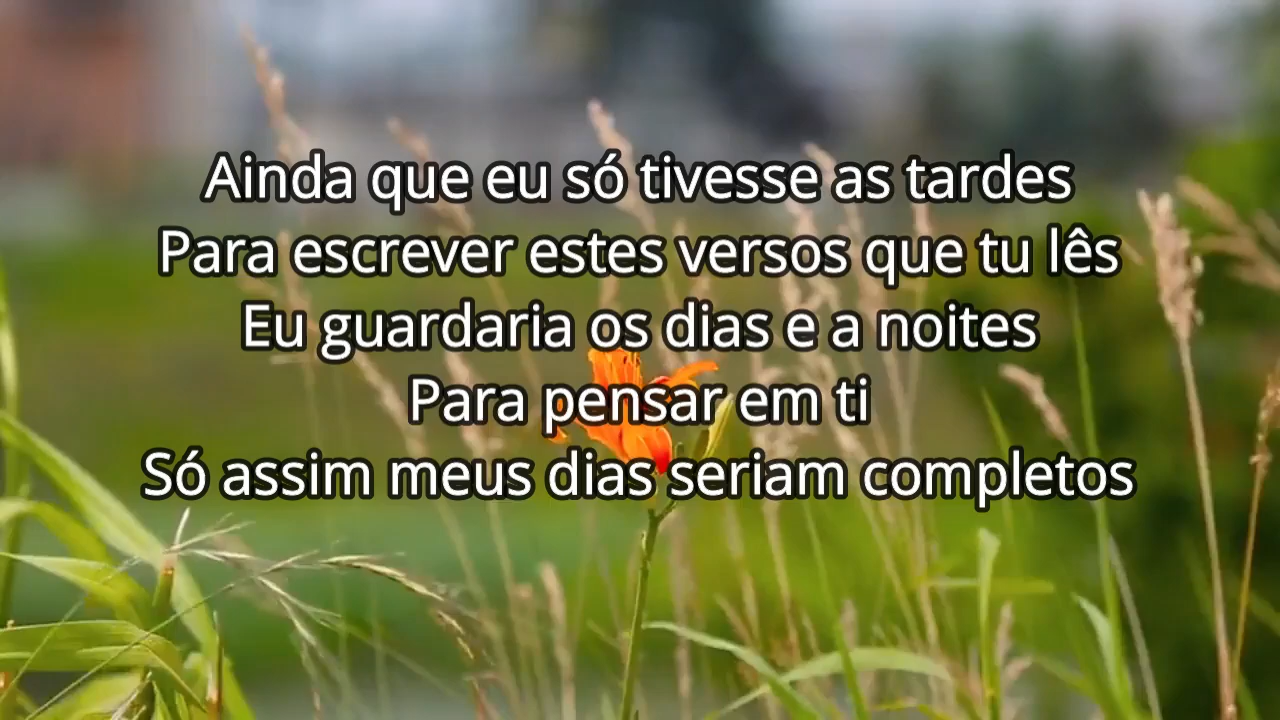 Ainda que eu só tivesse as tardes
Para escrever estes versos que tu lês
Eu guardaria os dias e a noites
Para pensar em ti
Só assim meus dias seriam completos